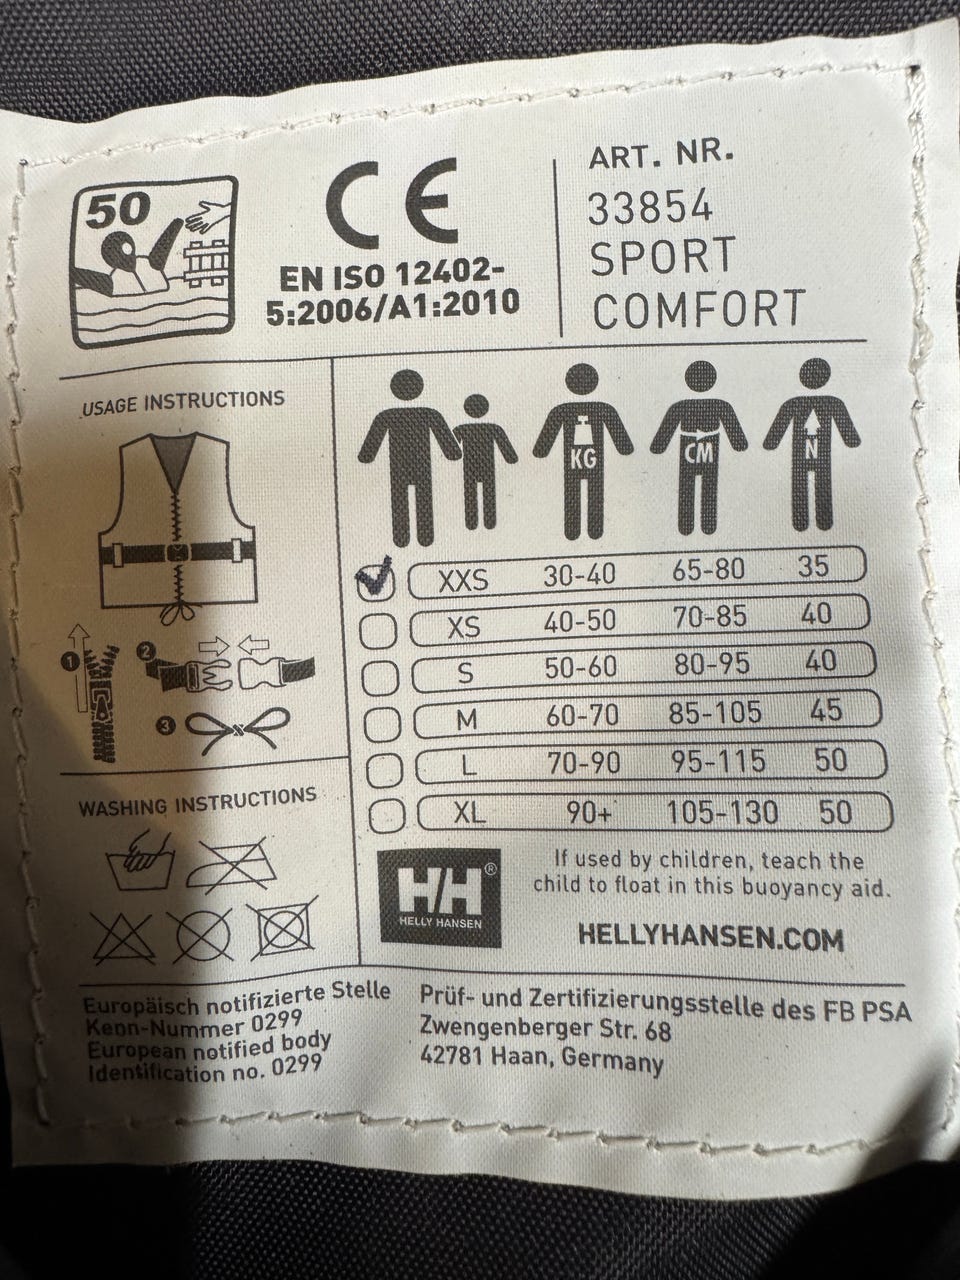 50
CE
EN ISO 12402-
5:2006/A1:2010
ART. NR.
33854
SPORT
COMFORT
USAGE INSTRUCTIONS
1
2
3
KG
CM
N
XXS 30-40 65-80 35
XS 40-50 70-85 40
S 50-60 80-95 40
M 60-70 85-105 45
L 70-90 95-115 50
XL 90+ 105-130 50
WASHING INSTRUCTIONS
HH®
HELLY HANSEN
If used by children, teach the
child to float in this buoyancy aid.
HELLYHANSEN.COM
Europäisch notifizierte Stelle
Kenn-Nummer 0299
European notified body
Identification no. 0299
Prüf- und Zertifizierungsstelle des FB PSA
Zwengenberger Str. 68
42781 Haan, Germany